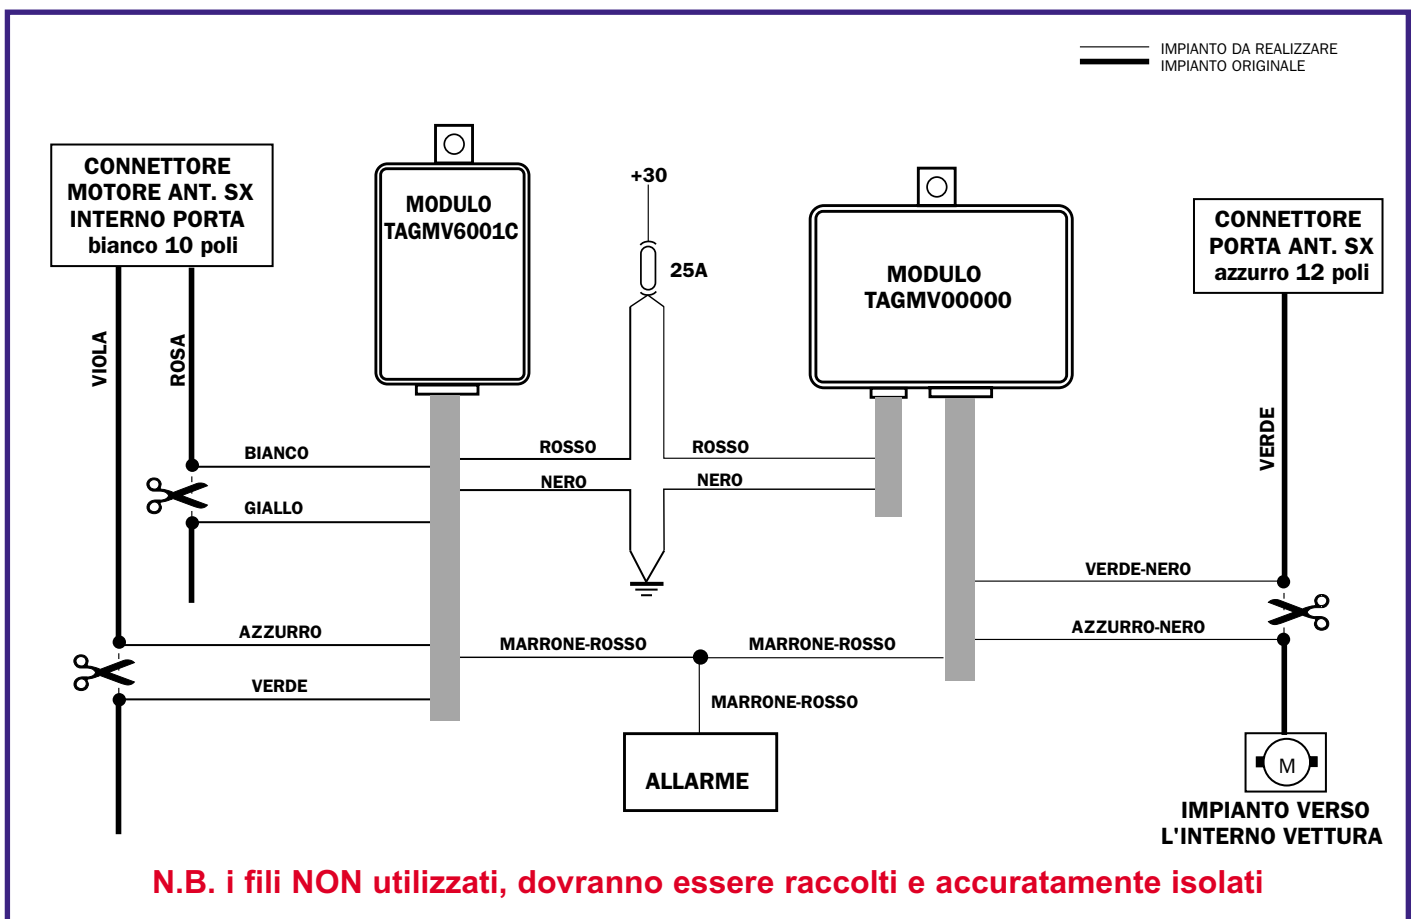 IMPIANTO DA REALIZZARE
IMPIANTO ORIGINALE
CONNETTORE
MOTORE ANT. SX
INTERNO PORTA
bianco 10 poli
MODULO
TAGMV6001C
+30
25A
MODULO
TAGMV00000
CONNETTORE
PORTA ANT. SX
azzurro 12 poli
VIOLA
ROSA
VERDE
BIANCO
ROSSO
ROSSO
NERO
NERO
GIALLO
VERDE-NERO
AZZURRO
AZZURRO-NERO
MARRONE-ROSSO
MARRONE-ROSSO
VERDE
MARRONE-ROSSO
ALLARME
M
IMPIANTO VERSO
L'INTERNO VETTURA
N.B. i fili NON utilizzati, dovranno essere raccolti e accuratamente isolati